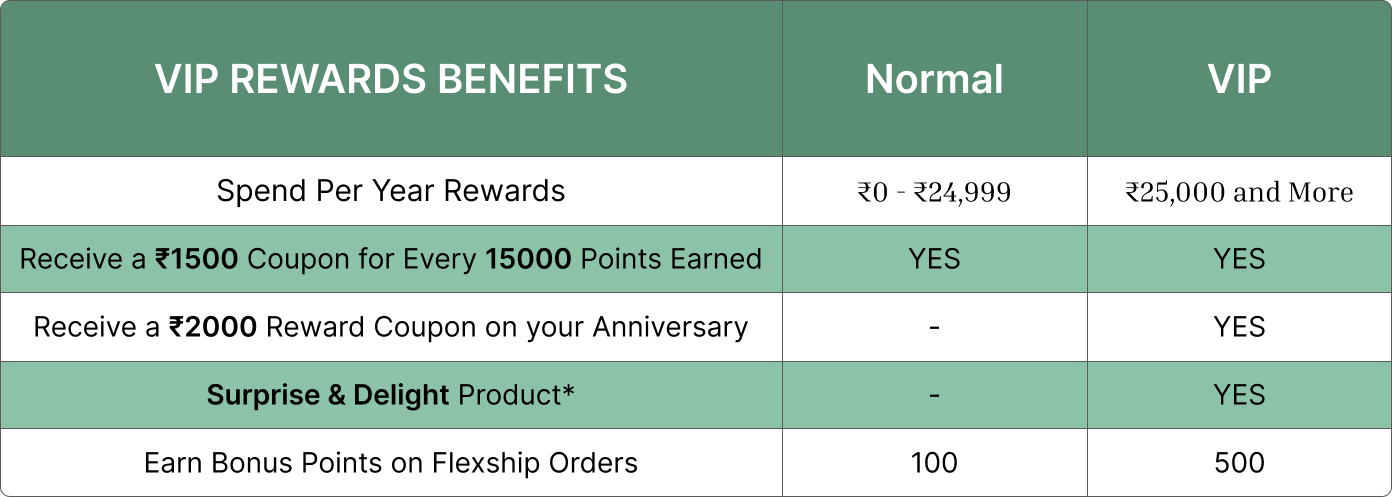 VIP REWARDS BENEFITS Normal VIP
Spend Per Year Rewards ₹0 - ₹24,999 ₹25,000 and More
Receive a ₹1500 Coupon for Every 15000 Points Earned YES YES
Receive a ₹2000 Reward Coupon on your Anniversary - YES
Surprise & Delight Product* - YES
Earn Bonus Points on Flexship Orders 100 500